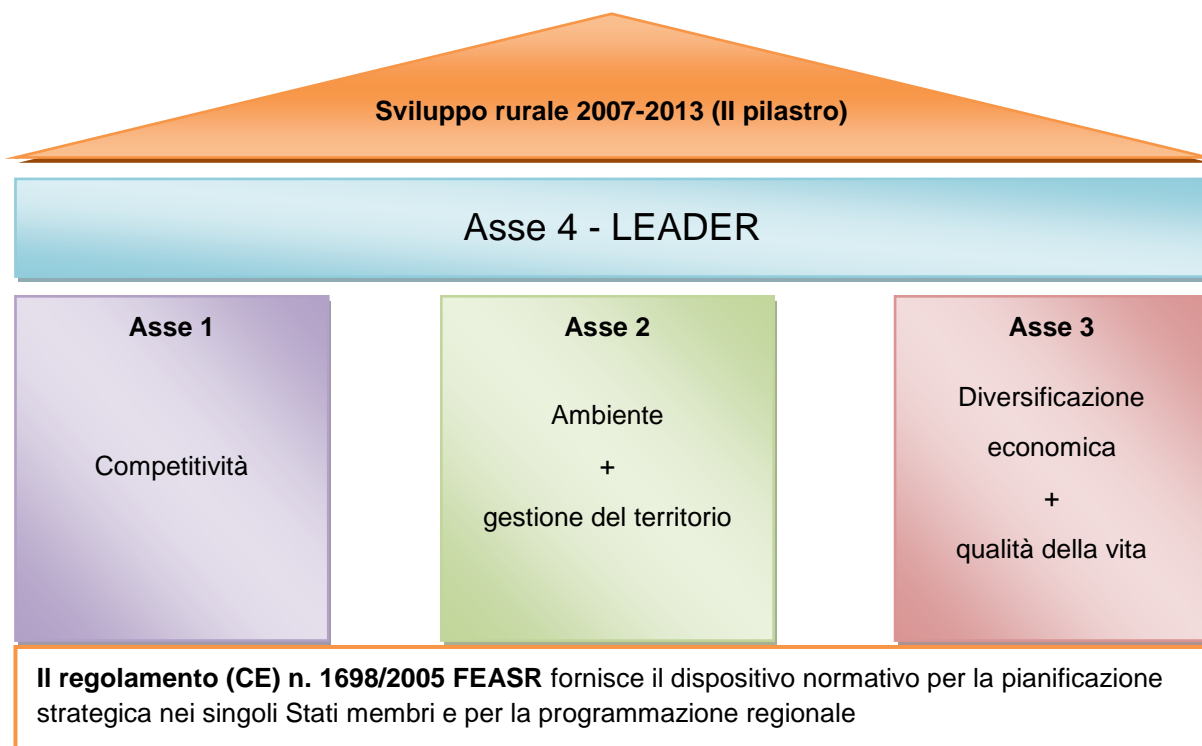 Sviluppo rurale 2007-2013 (II pilastro)
Asse 4 - LEADER
Asse 1
Competitività
Asse 2
Ambiente
+
gestione del territorio
Asse 3
Diversificazione
economica
+
qualità della vita
Il regolamento (CE) n. 1698/2005 FEASR fornisce il dispositivo normativo per la pianificazione
strategica nei singoli Stati membri e per la programmazione regionale